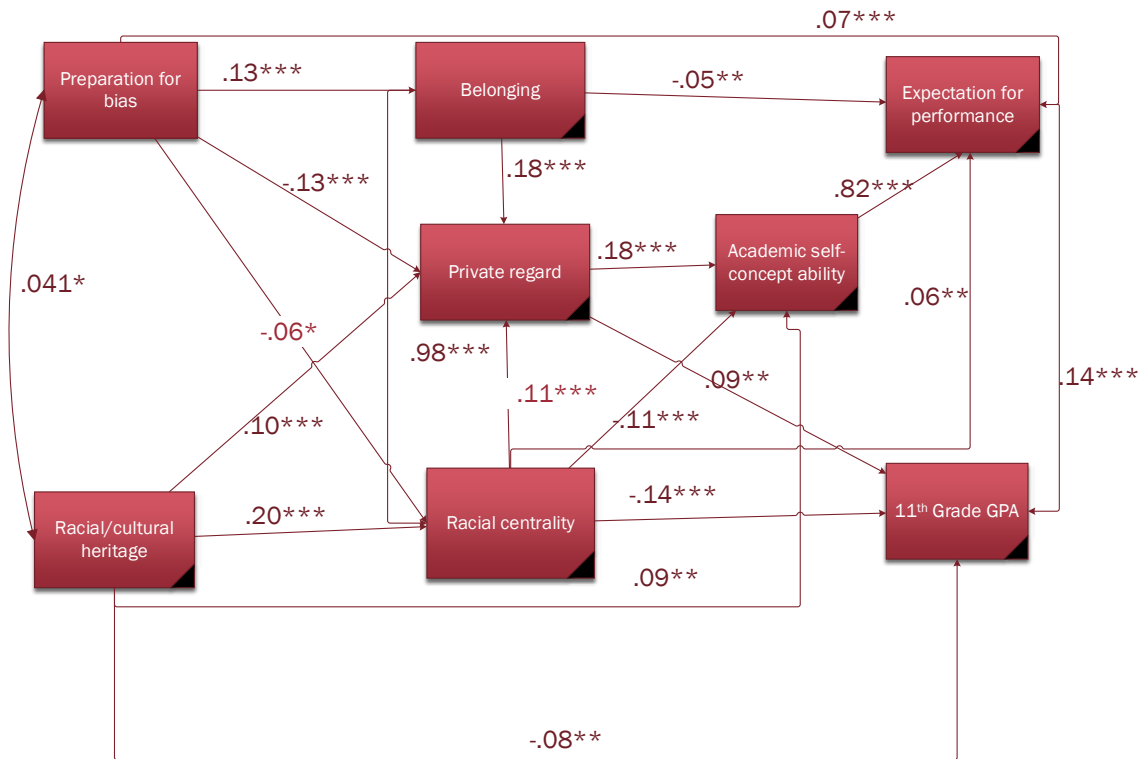 .07***
Preparation for
bias
.13***
Belonging
-.05**
Expectation for
performance
-.13***
.18***
.82***
Private regard
.18***
Academic self-
concept ability
.041*
-.06*
.98***
.06**
.10***
.11***
-.11***
.09**
.14***
Racial/cultural
heritage
.20***
Racial centrality
-.14***
11th Grade GPA
.09**
-.08**